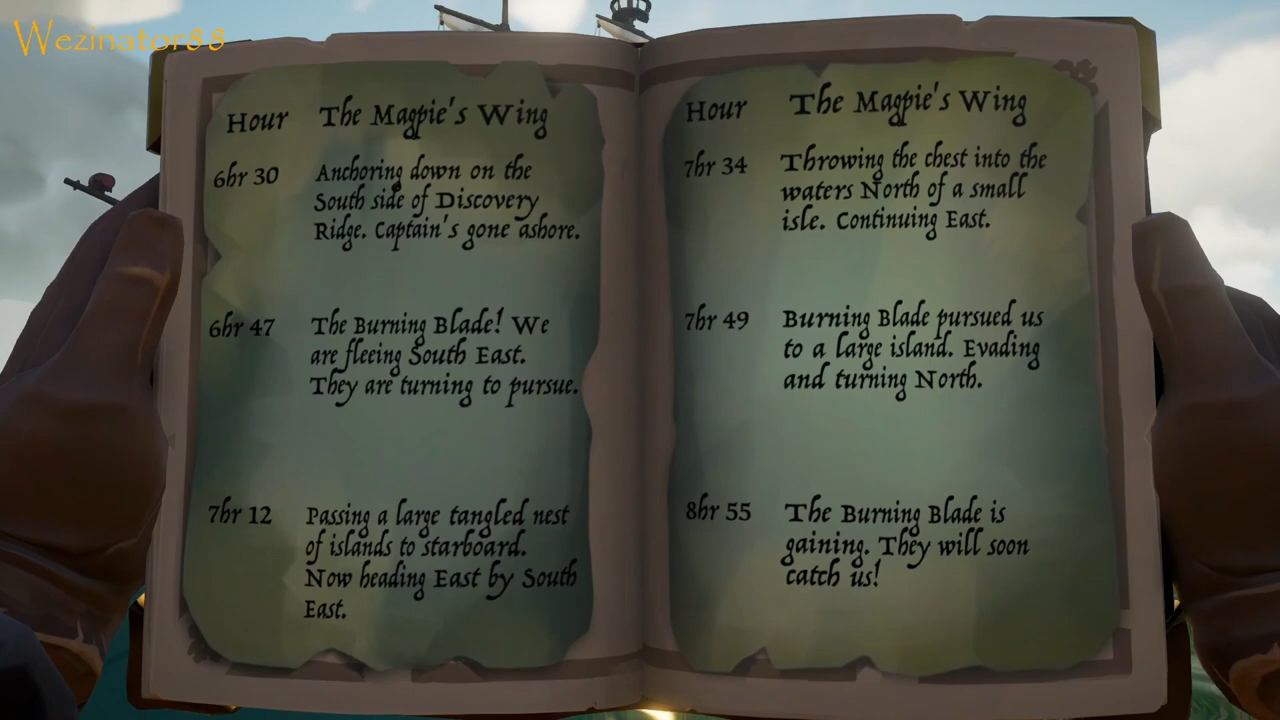 Wezinator88
Hour The Magpie's Wing
6hr 30 Anchoring down on the
South side of Discovery
Ridge. Captain's gone ashore.
6hr 47 The Burning Blade! We
are fleeing South East.
They are turning to pursue.
7hr 12 Passing a large tangled nest
of islands to starboard.
Now heading East by South
East.
Hour The Magpie's Wing
7hr 34 Throwing the chest into the
waters North of a small
isle. Continuing East.
7hr 49 Burning Blade pursued us
to a large island. Evading
and turning North.
8hr 55 The Burning Blade is
gaining. They will soon
catch us!